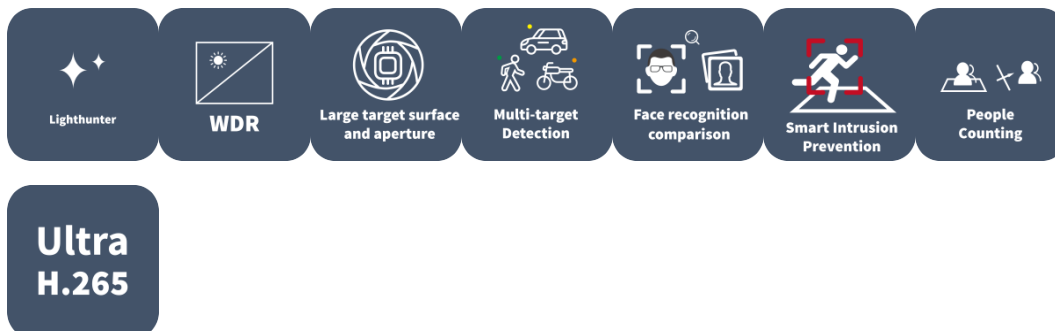 Lighthunter
WDR
Large target surface
and aperture
Multi-target
Detection
Face recognition
comparison
Smart Intrusion
Prevention
People
Counting
Ultra
H.265